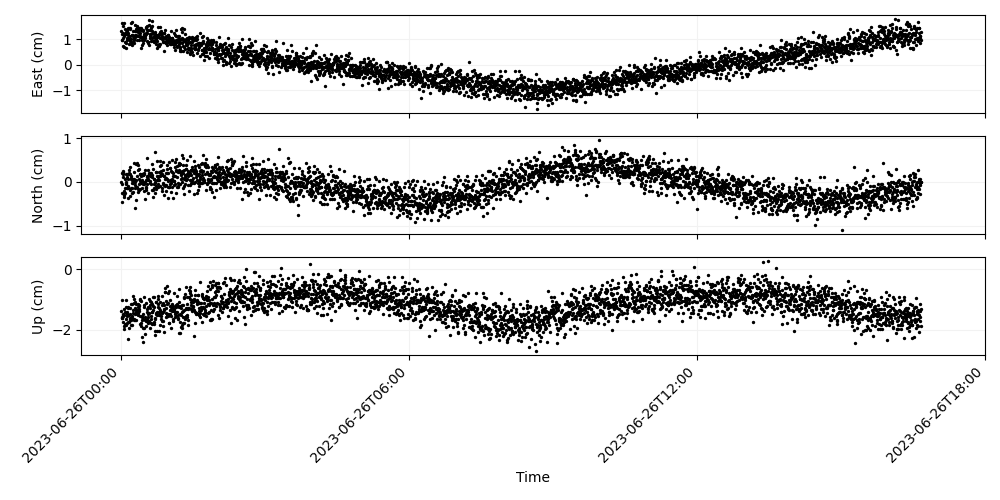 East (cm)
1
0
−1
North (cm)
1
0
−1
Up (cm)
0
−2
2023-06-26T00:00
2023-06-26T06:00
2023-06-26T12:00
2023-06-26T18:00
Time